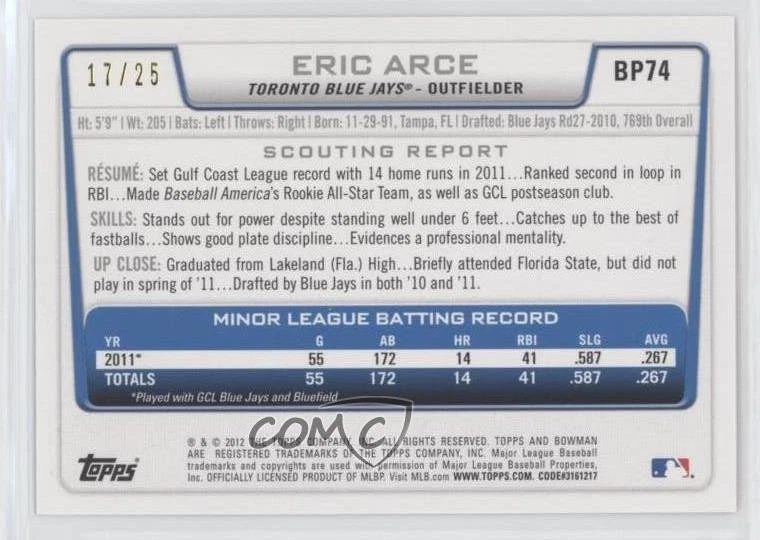 17/25
ERIC ARCE
BP74
TORONTO BLUE JAYS® - OUTFIELDER
Ht: 5'9" | Wt: 205 | Bats: Left | Throws: Right | Born: 11-29-91, Tampa, FL | Drafted: Blue Jays Rd27-2010, 769th Overall
SCOUTING REPORT
RÉSUMÉ: Set Gulf Coast League record with 14 home runs in 2011...Ranked second in loop in
RBI...Made Baseball America's Rookie All-Star Team, as well as GCL postseason club.
SKILLS: Stands out for power despite standing well under 6 feet...Catches up to the best of
fastballs...Shows good plate discipline...Evidences a professional mentality.
UP CLOSE: Graduated from Lakeland (Fla.) High...Briefly attended Florida State, but did not
play in spring of '11...Drafted by Blue Jays in both '10 and '11.
MINOR LEAGUE BATTING RECORD
YR G AB HR RBI SLG AVG
2011* 55 172 14 41 .587 .267
TOTALS 55 172 14 41 .587 .267
*Played with GCL Blue Jays and Bluefield
COMC
® & © 2012 THE TOPPS COMPANY, INC. ALL RIGHTS RESERVED. TOPPS AND BOWMAN
ARE REGISTERED TRADEMARKS OF THE TOPPS COMPANY, INC. Major League Baseball
trademarks and copyrights are used with permission of Major League Baseball Properties,
Inc. OFFICIALLY LICENSED PRODUCT OF MLBP. Visit MLB.com WWW.TOPPS.COM. CODE#3161217
Topps